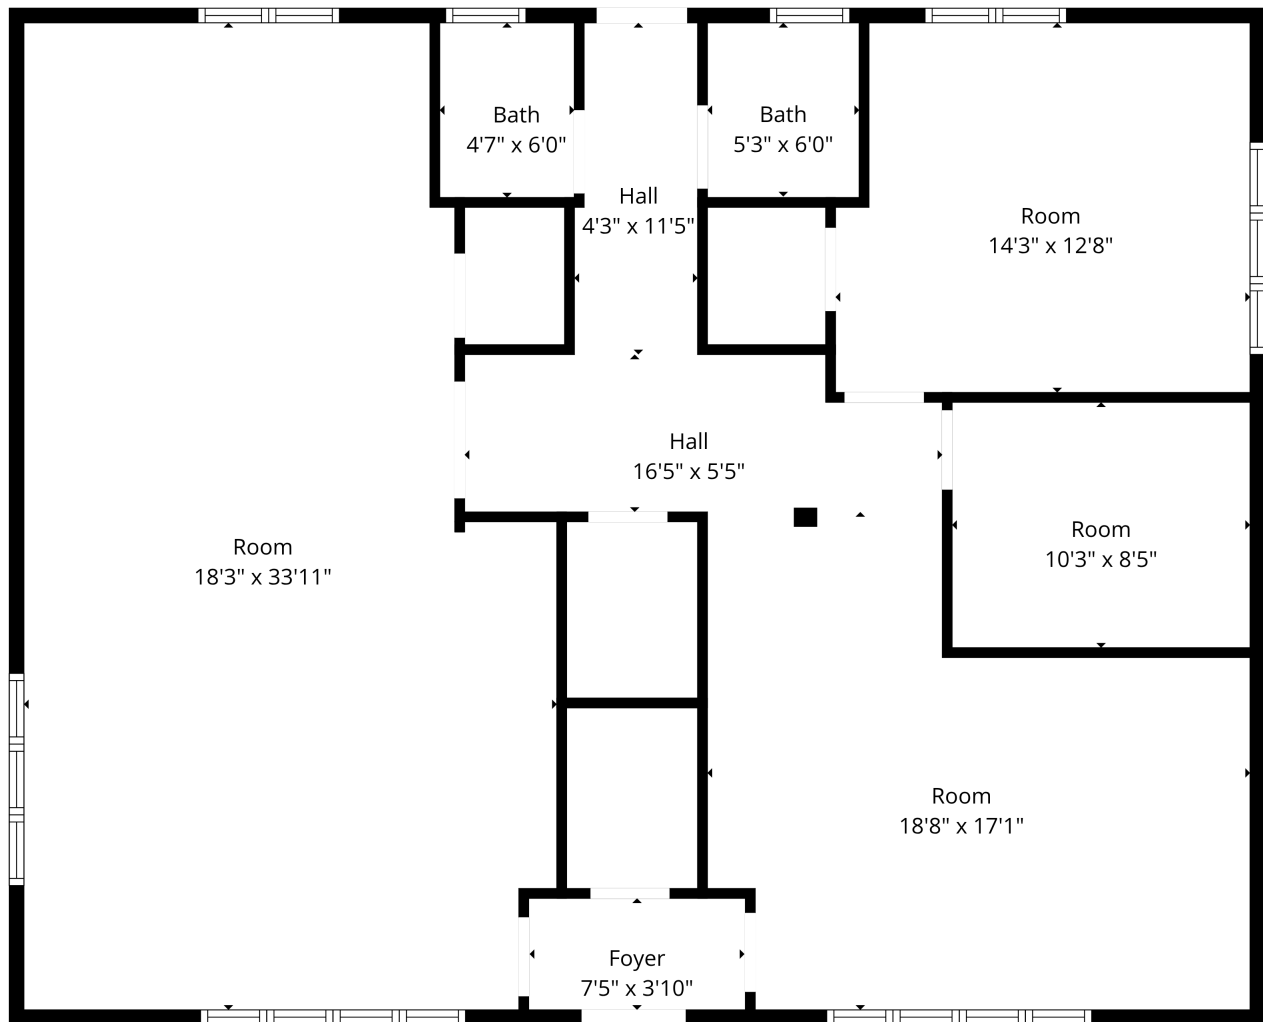 Bath
4'7" x 6'0"
Bath
5'3" x 6'0"
Hall
4'3" x 11'5"
Room
14'3" x 12'8"
Hall
16'5" x 5'5"
Room
18'3" x 33'11"
Room
10'3" x 8'5"
Room
18'8" x 17'1"
Foyer
7'5" x 3'10"